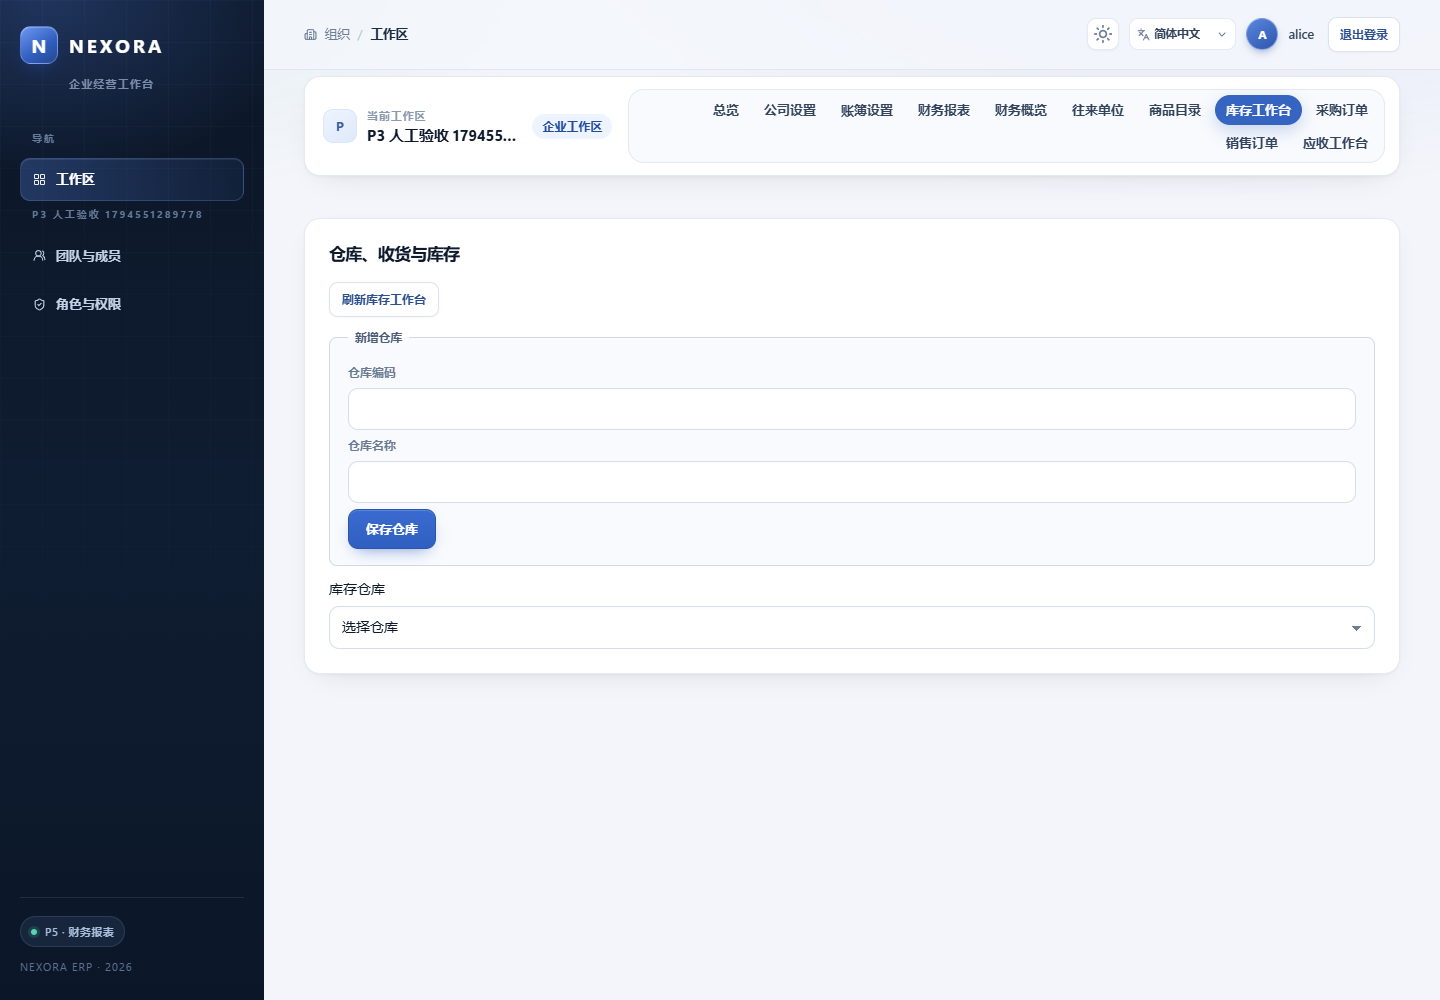 N NEXORA
企业经营工作台
导航
工作区
P3 人工验收 1794551289778
团队与成员
角色与权限
P5 · 财务报表
NEXORA ERP · 2026
组织 / 工作区
简体中文
A alice
退出登录
P
当前工作区
P3 人工验收 179455...
企业工作区
总览 公司设置 账簿设置 财务报表 财务概览 往来单位 商品目录 库存工作台 采购订单
销售订单 应收工作台
仓库、收货与库存
刷新库存工作台
新增仓库
仓库编码
仓库名称
保存仓库
库存仓库
选择仓库